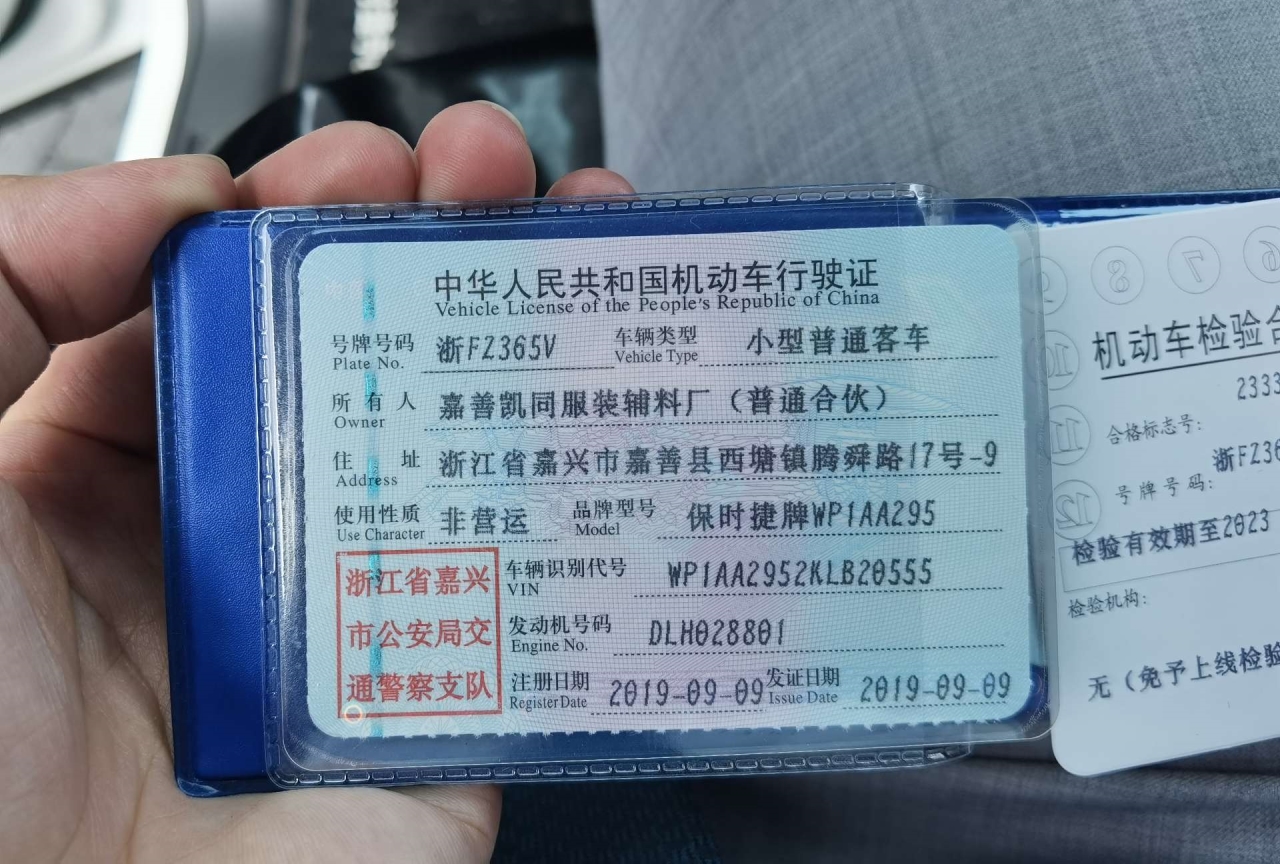 中华人民共和国机动车行驶证
Vehicle License of the People's Republic of China
号牌号码 浙FZ365V 车辆类型 小型普通客车
Plate No. Vehicle Type
所有人 嘉善凯同服装辅料厂（普通合伙）
Owner
住址 浙江省嘉兴市嘉善县西塘镇腾舜路17号-9
Address
使用性质 非营运 品牌型号 保时捷牌WP1AA295
Use Character Model
浙江省嘉兴
市公安局交
通警察支队
车辆识别代号 WP1AA2952KLB20555
VIN
发动机号码 DLH028801
Engine No.
注册日期 2019-09-09 发证日期 2019-09-09
Register Date Issue Date
9 8 7 6
10
11
12
机动车检验合
2333
合格标志号:
浙FZ36
号牌号码:
检验有效期至2023
检验机构:
无（免予上线检验